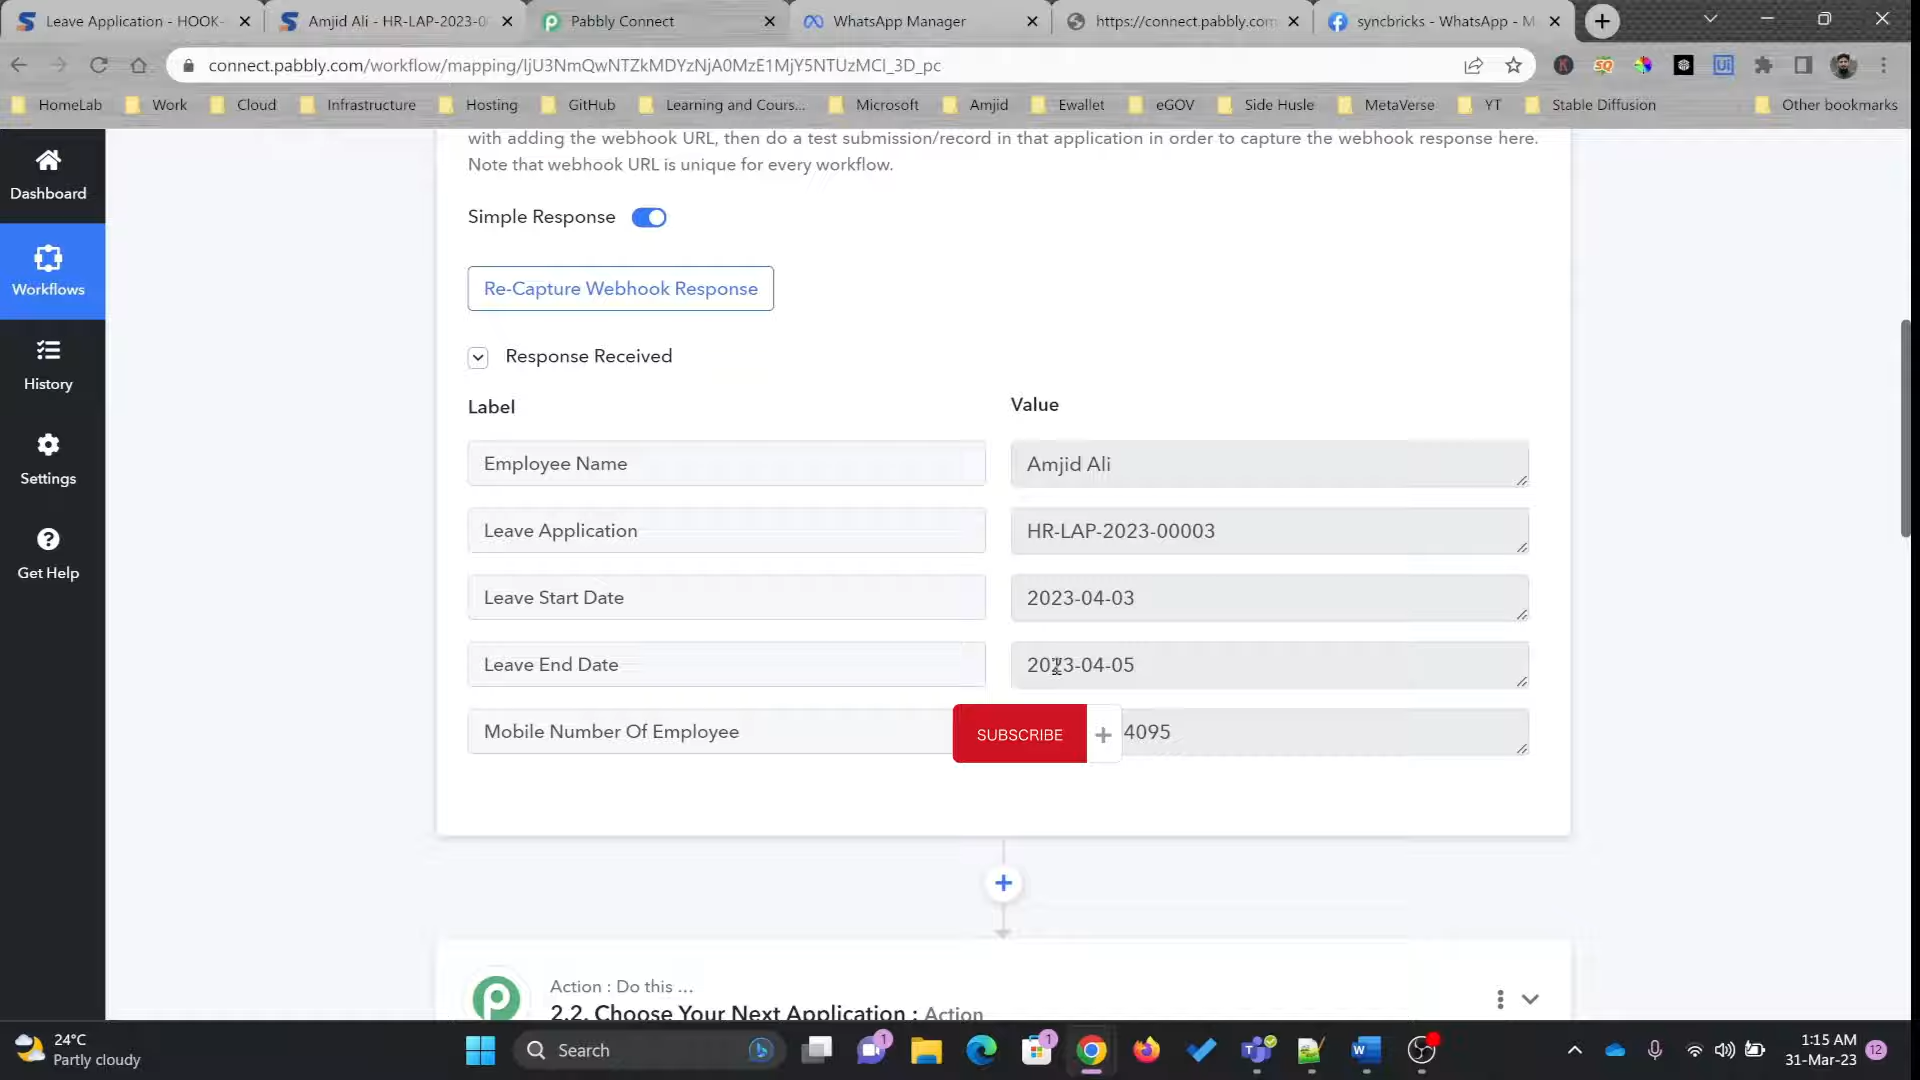 Leave Application - HOOK-
Amjid Ali - HR-LAP-2023-0
Pabbly Connect
WhatsApp Manager
https://connect.pabbly.com
syncbricks - WhatsApp - M
connect.pabbly.com/workflow/mapping/IjU3NmQwNTZkMDYzNjA0MzE1MjY5NTUzMCI_3D_pc
HomeLab
Work
Cloud
Infrastructure
Hosting
GitHub
Learning and Cours...
Microsoft
Amjid
Ewallet
eGOV
Side Husle
MetaVerse
YT
Stable Diffusion
Other bookmarks
with adding the webhook URL, then do a test submission/record in that application in order to capture the webhook response here.
Note that webhook URL is unique for every workflow.
Dashboard
Workflows
History
Settings
Get Help
Simple Response
Re-Capture Webhook Response
Response Received
Label
Value
Employee Name
Amjid Ali
Leave Application
HR-LAP-2023-00003
Leave Start Date
2023-04-03
Leave End Date
2023-04-05
Mobile Number Of Employee
SUBSCRIBE
4095
Action : Do this ...
2.2. Choose Your Next Application : Action
24°C
Partly cloudy
Search
1
1
1:15 AM
31-Mar-23
12